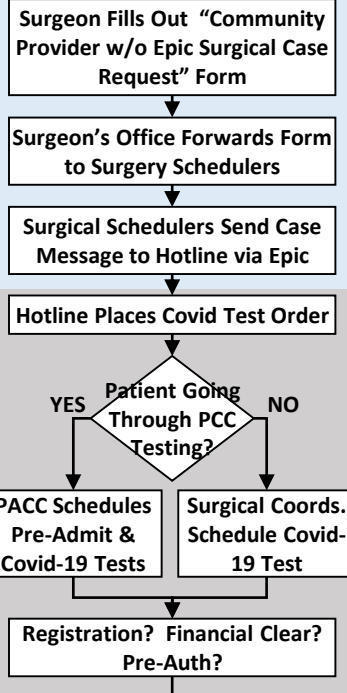 Surgeon Fills Out “Community
Provider w/o Epic Surgical Case
Request” Form
Surgeon’s Office Forwards Form
to Surgery Schedulers
Surgical Schedulers Send Case
Message to Hotline via Epic
Hotline Places Covid Test Order
Patient Going
Through PCC
Testing?
YES
NO
PACC Schedules
Pre-Admit &
Covid-19 Tests
Surgical Coords.
Schedule Covid-
19 Test
Registration? Financial Clear?
Pre-Auth?